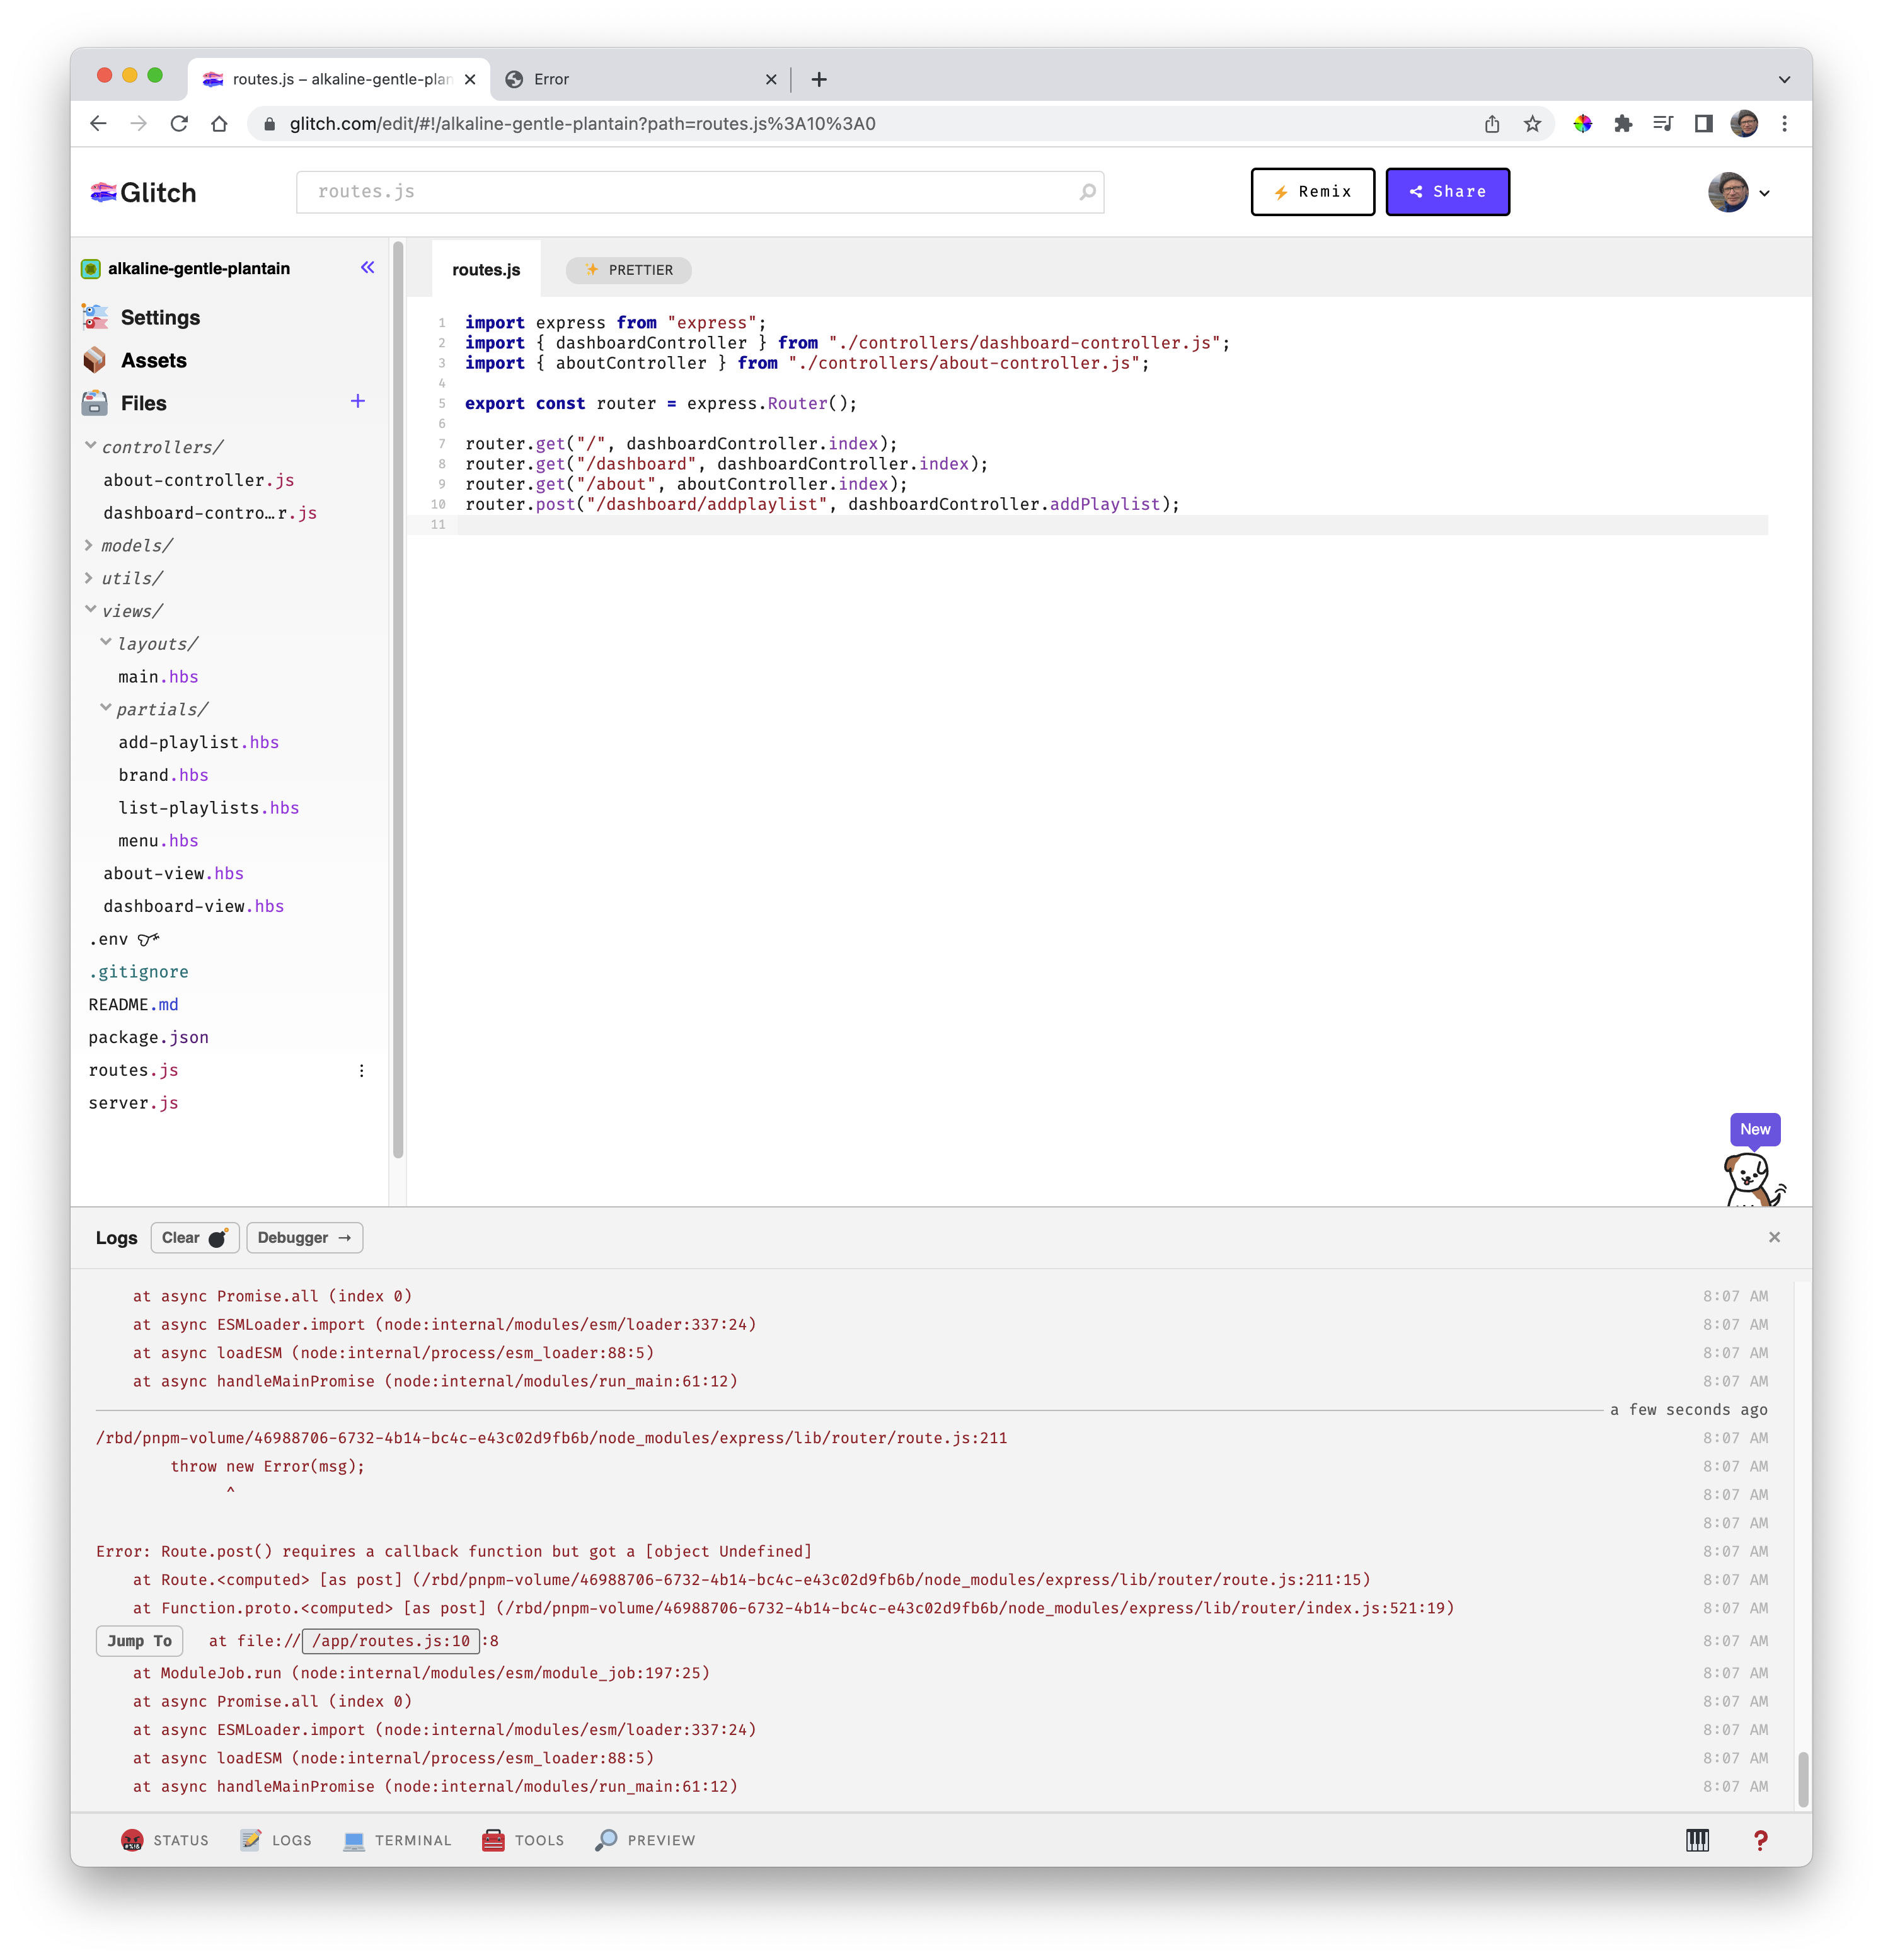 routes.js – alkaline-gentle-plan
Error
glitch.com/edit/#!/alkaline-gentle-plantain?path=routes.js%3A10%3A0
Glitch
routes.js
Remix
Share
alkaline-gentle-plantain
Settings
Assets
Files
controllers/
about-controller.js
dashboard-contro…r.js
models/
utils/
views/
layouts/
main.hbs
partials/
add-playlist.hbs
brand.hbs
list-playlists.hbs
menu.hbs
about-view.hbs
dashboard-view.hbs
.env
.gitignore
README.md
package.json
routes.js
server.js
routes.js
PRETTIER
1 import express from "express";
2 import { dashboardController } from "./controllers/dashboard-controller.js";
3 import { aboutController } from "./controllers/about-controller.js";
4
5 export const router = express.Router();
6
7 router.get("/", dashboardController.index);
8 router.get("/dashboard", dashboardController.index);
9 router.get("/about", aboutController.index);
10 router.post("/dashboard/addplaylist", dashboardController.addPlaylist);
11
New
Logs Clear Debugger →
at async Promise.all (index 0) 8:07 AM
at async ESMLoader.import (node:internal/modules/esm/loader:337:24) 8:07 AM
at async loadESM (node:internal/process/esm_loader:88:5) 8:07 AM
at async handleMainPromise (node:internal/modules/run_main:61:12) 8:07 AM
a few seconds ago
/rbd/pnpm-volume/46988706-6732-4b14-bc4c-e43c02d9fb6b/node_modules/express/lib/router/route.js:211 8:07 AM
throw new Error(msg); 8:07 AM
^ 8:07 AM
8:07 AM
Error: Route.post() requires a callback function but got a [object Undefined] 8:07 AM
at Route.<computed> [as post] (/rbd/pnpm-volume/46988706-6732-4b14-bc4c-e43c02d9fb6b/node_modules/express/lib/router/route.js:211:15) 8:07 AM
at Function.proto.<computed> [as post] (/rbd/pnpm-volume/46988706-6732-4b14-bc4c-e43c02d9fb6b/node_modules/express/lib/router/index.js:521:19) 8:07 AM
Jump To at file:///app/routes.js:10:8 8:07 AM
at ModuleJob.run (node:internal/modules/esm/module_job:197:25) 8:07 AM
at async Promise.all (index 0) 8:07 AM
at async ESMLoader.import (node:internal/modules/esm/loader:337:24) 8:07 AM
at async loadESM (node:internal/process/esm_loader:88:5) 8:07 AM
at async handleMainPromise (node:internal/modules/run_main:61:12) 8:07 AM
STATUS LOGS TERMINAL TOOLS PREVIEW ?